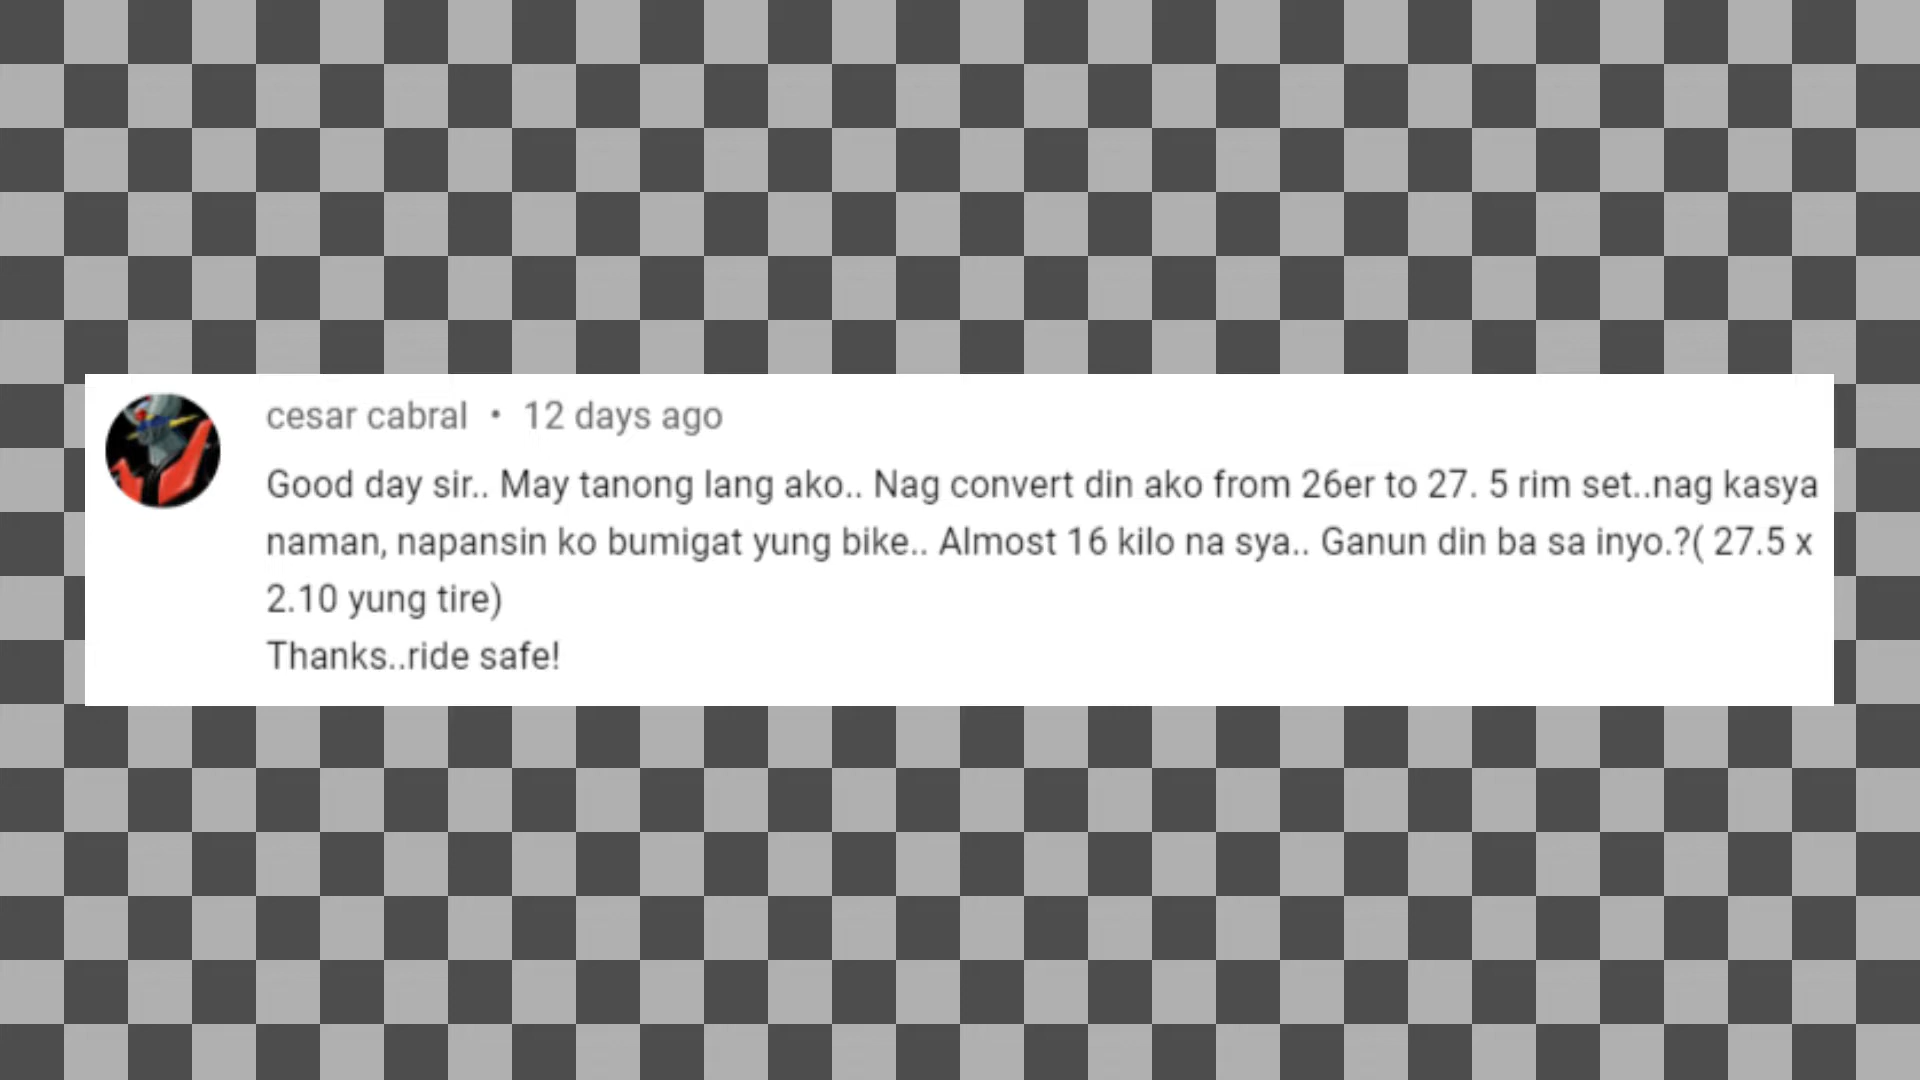 cesar cabral • 12 days ago
Good day sir.. May tanong lang ako.. Nag convert din ako from 26er to 27. 5 rim set..nag kasya
naman, napansin ko bumigat yung bike.. Almost 16 kilo na sya.. Ganun din ba sa inyo.?( 27.5 x
2.10 yung tire)
Thanks..ride safe!